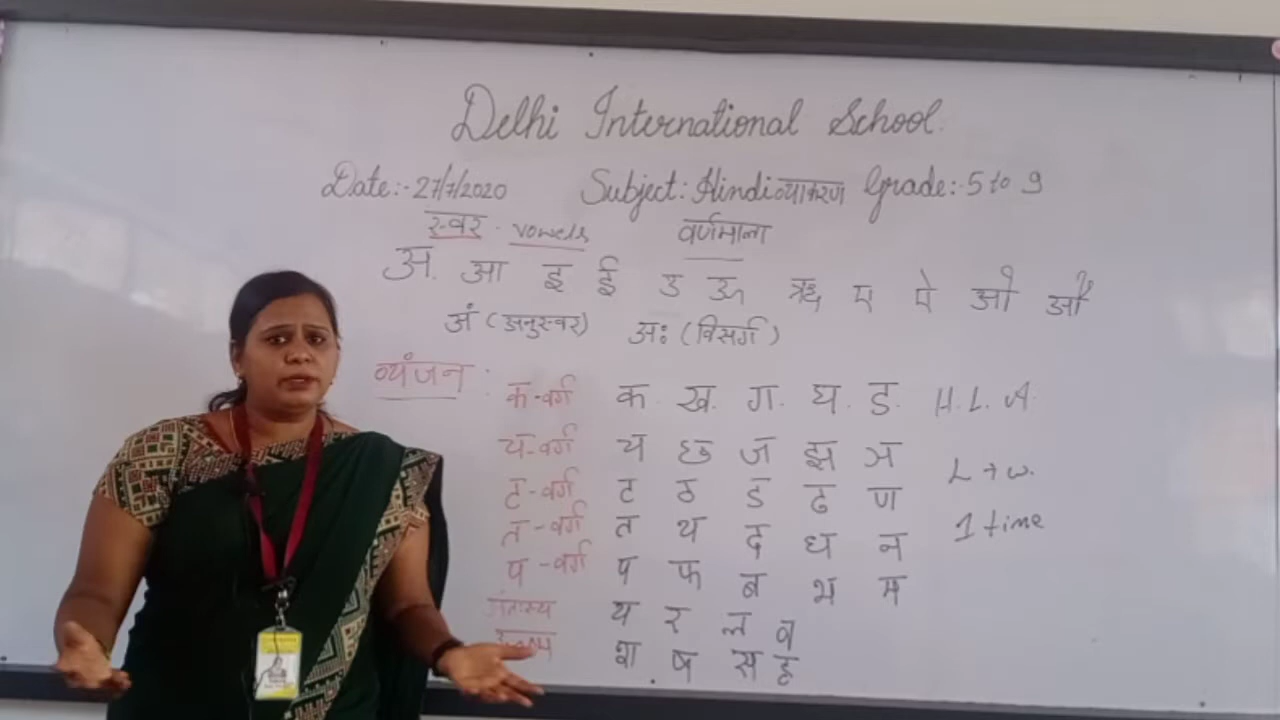 Delhi International School.
Date:- 27/7/2020 Subject: Hindi व्याकरण Grade:- 5 to 9
स्वर - vowels वर्णमाला
अ. आ इ ई उ ऊ ऋ ए ऐ ओ औ
अं (अनुस्वर) अः (विसर्ग)
व्यंजन :
क-वर्ग क ख ग घ ङ H. L. A.
य-वर्ग य छ ज झ ञ L + w.
ट-वर्ग ट ठ ड ढ ण
त-वर्ग त थ द ध न 1 time
प-वर्ग प फ ब भ म
अंतःस्थ य र ल व
श ष स ह